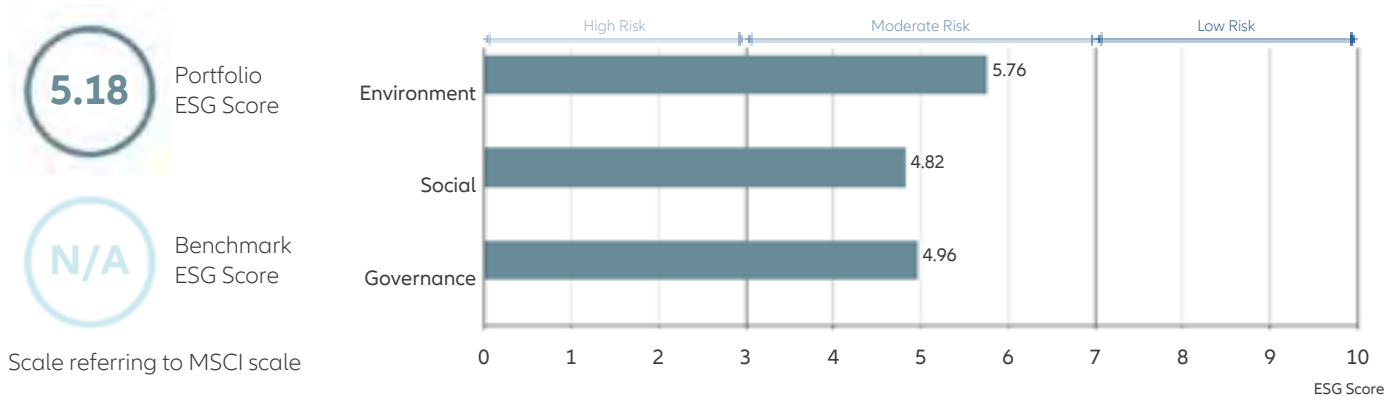 5.18
Portfolio
ESG Score
N/A
Benchmark
ESG Score
Scale referring to MSCI scale
High Risk
Moderate Risk
Low Risk
Environment
5.76
Social
4.82
Governance
4.96
0 1 2 3 4 5 6 7 8 9 10
ESG Score